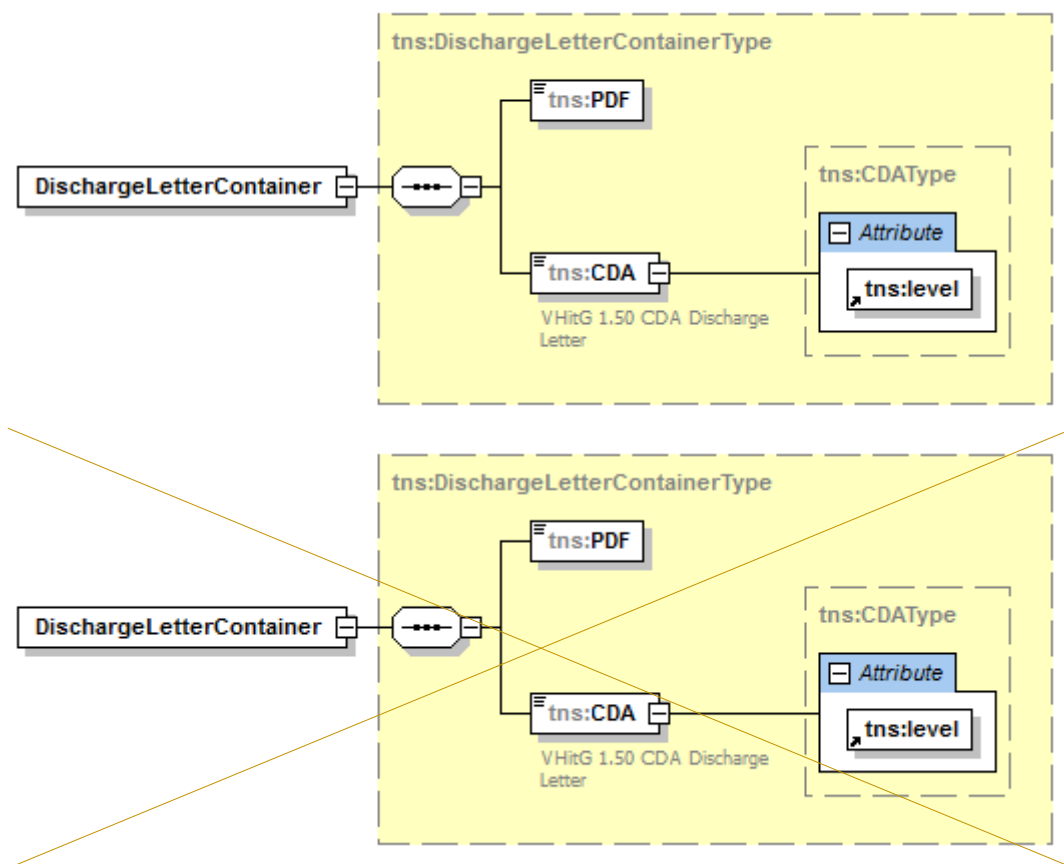 tns:DischargeLetterContainerType
tns:PDF
DischargeLetterContainer
tns:CDAType
Attribute
tns:CDA
tns:level
VHitG 1.50 CDA Discharge
Letter
tns:DischargeLetterContainerType
tns:PDF
DischargeLetterContainer
tns:CDAType
Attribute
tns:CDA
tns:level
VHitG 1.50 CDA Discharge
Letter